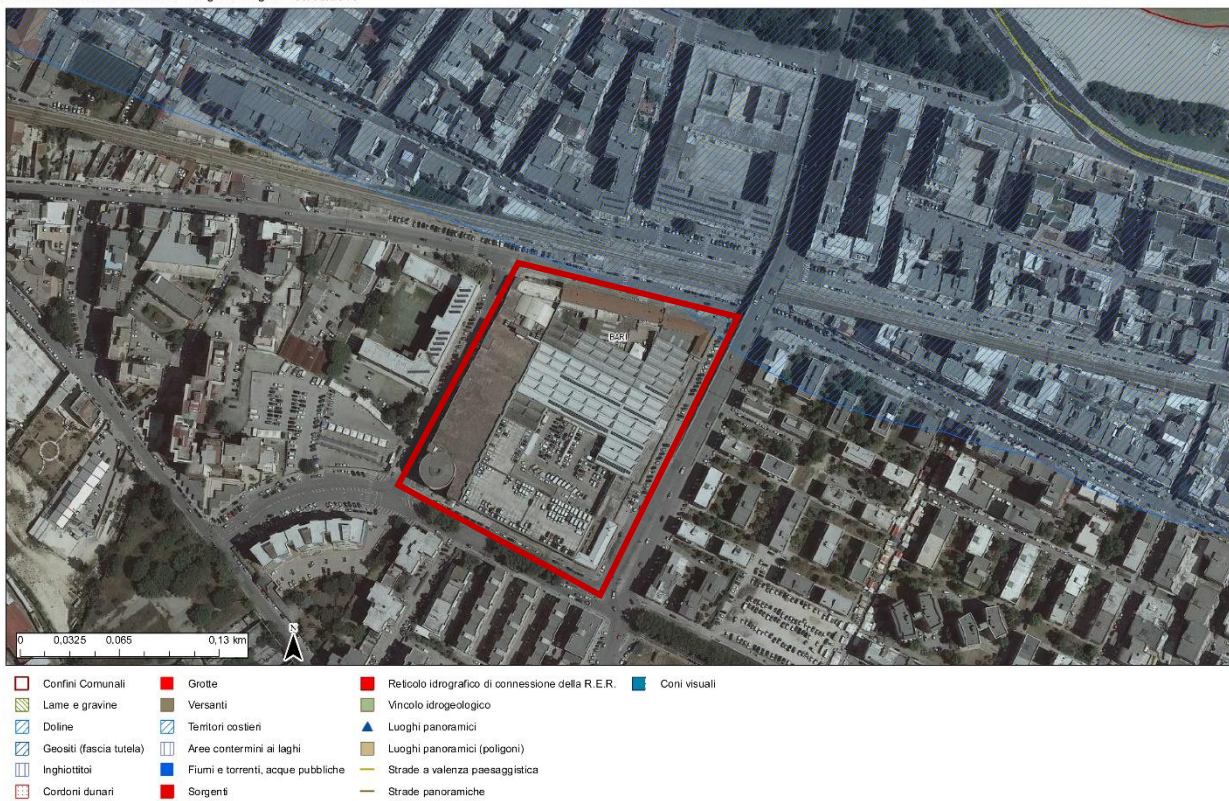 BARI
0 0,0325 0,065 0,13 km
N
Confini Comunali
Lame e gravine
Doline
Geositi (fascia tutela)
Inghiottitoi
Cordoni dunari
Grotte
Versanti
Territori costieri
Aree contermini ai laghi
Fiumi e torrenti, acque pubbliche
Sorgenti
Reticolo idrografico di connessione della R.E.R.
Vincolo idrogeologico
Luoghi panoramici
Luoghi panoramici (poligoni)
Strade a valenza paesaggistica
Strade panoramiche
Coni visuali